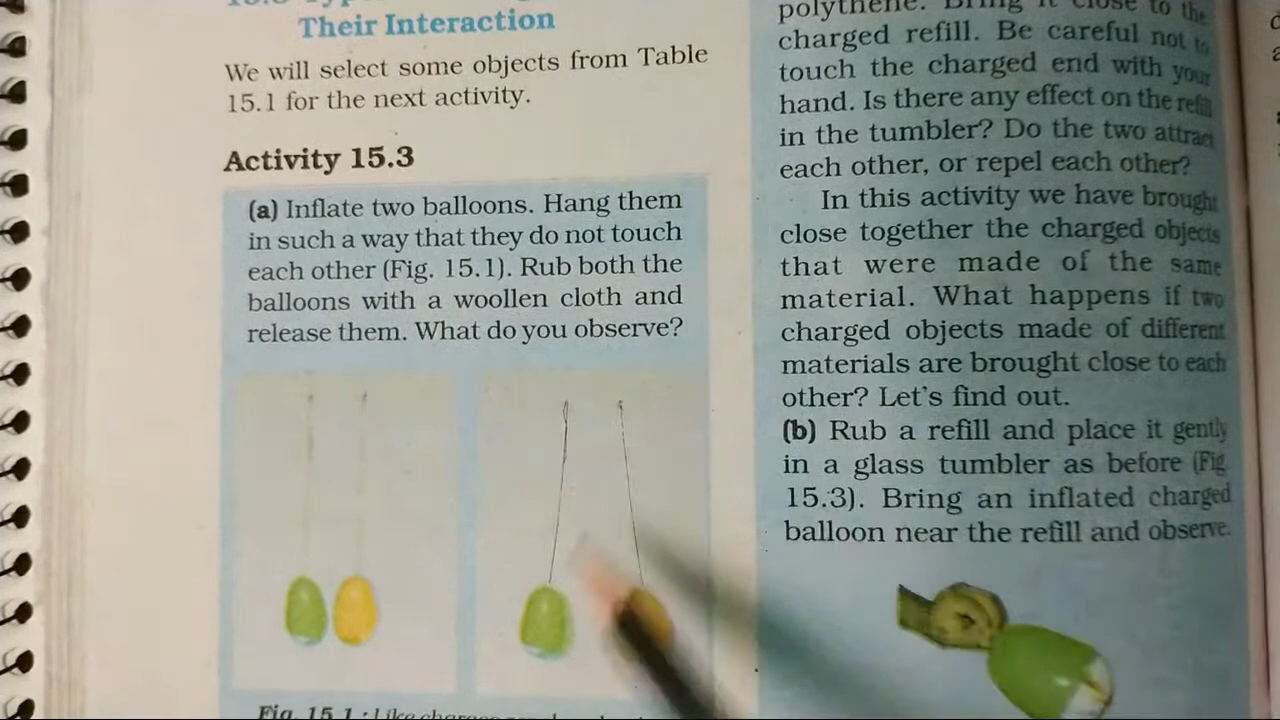 Their Interaction
We will select some objects from Table
15.1 for the next activity.
Activity 15.3
(a) Inflate two balloons. Hang them
in such a way that they do not touch
each other (Fig. 15.1). Rub both the
balloons with a woollen cloth and
release them. What do you observe?
Fig. 15.1 : Like charges
polythene. Bring it close to the
charged refill. Be careful not to
touch the charged end with your
hand. Is there any effect on the refill
in the tumbler? Do the two attract
each other, or repel each other?
In this activity we have brought
close together the charged objects
that were made of the same
material. What happens if two
charged objects made of different
materials are brought close to each
other? Let's find out.
(b) Rub a refill and place it gently
in a glass tumbler as before (Fig.
15.3). Bring an inflated charged
balloon near the refill and observe.